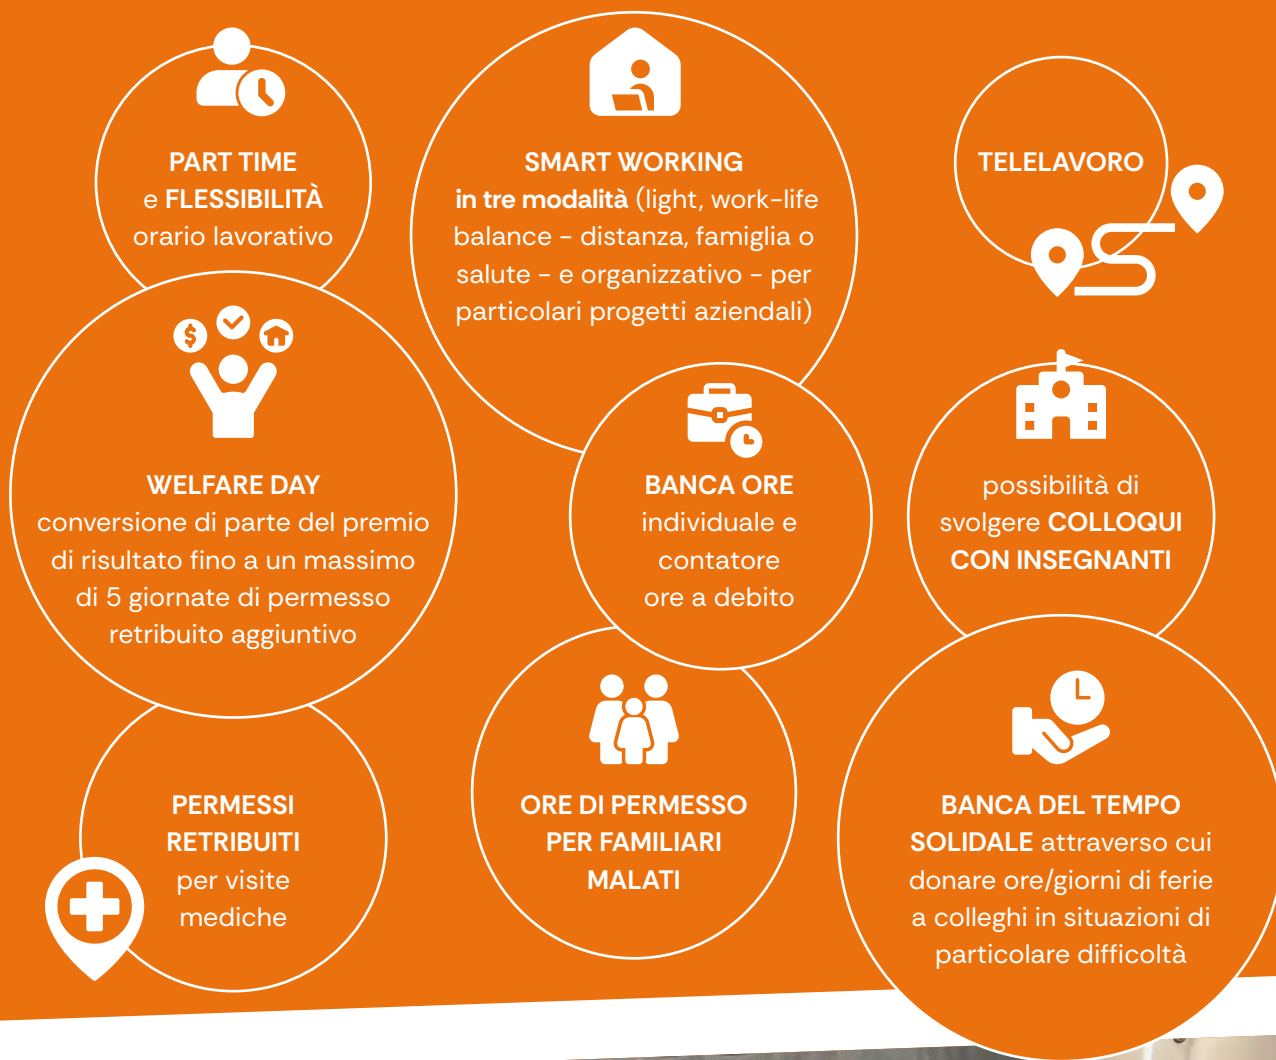 PART TIME
e FLESSIBILITÀ
orario lavorativo
SMART WORKING
in tre modalità (light, work-life
balance - distanza, famiglia o
salute - e organizzativo - per
particolari progetti aziendali)
TELELAVORO
WELFARE DAY
conversione di parte del premio
di risultato fino a un massimo
di 5 giornate di permesso
retribuito aggiuntivo
BANCA ORE
individuale e
contatore
ore a debito
possibilità di
svolgere COLLOQUI
CON INSEGNANTI
PERMESSI
RETRIBUITI
per visite
mediche
ORE DI PERMESSO
PER FAMILIARI
MALATI
BANCA DEL TEMPO
SOLIDALE attraverso cui
donare ore/giorni di ferie
a colleghi in situazioni di
particolare difficoltà